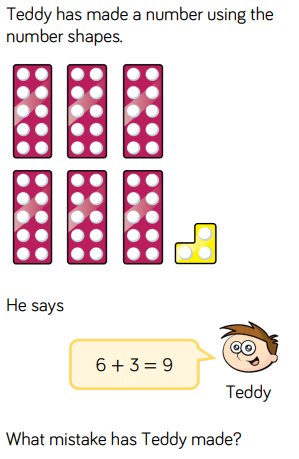 Teddy has made a number using the
number shapes.
He says
6 + 3 = 9
Teddy
What mistake has Teddy made?